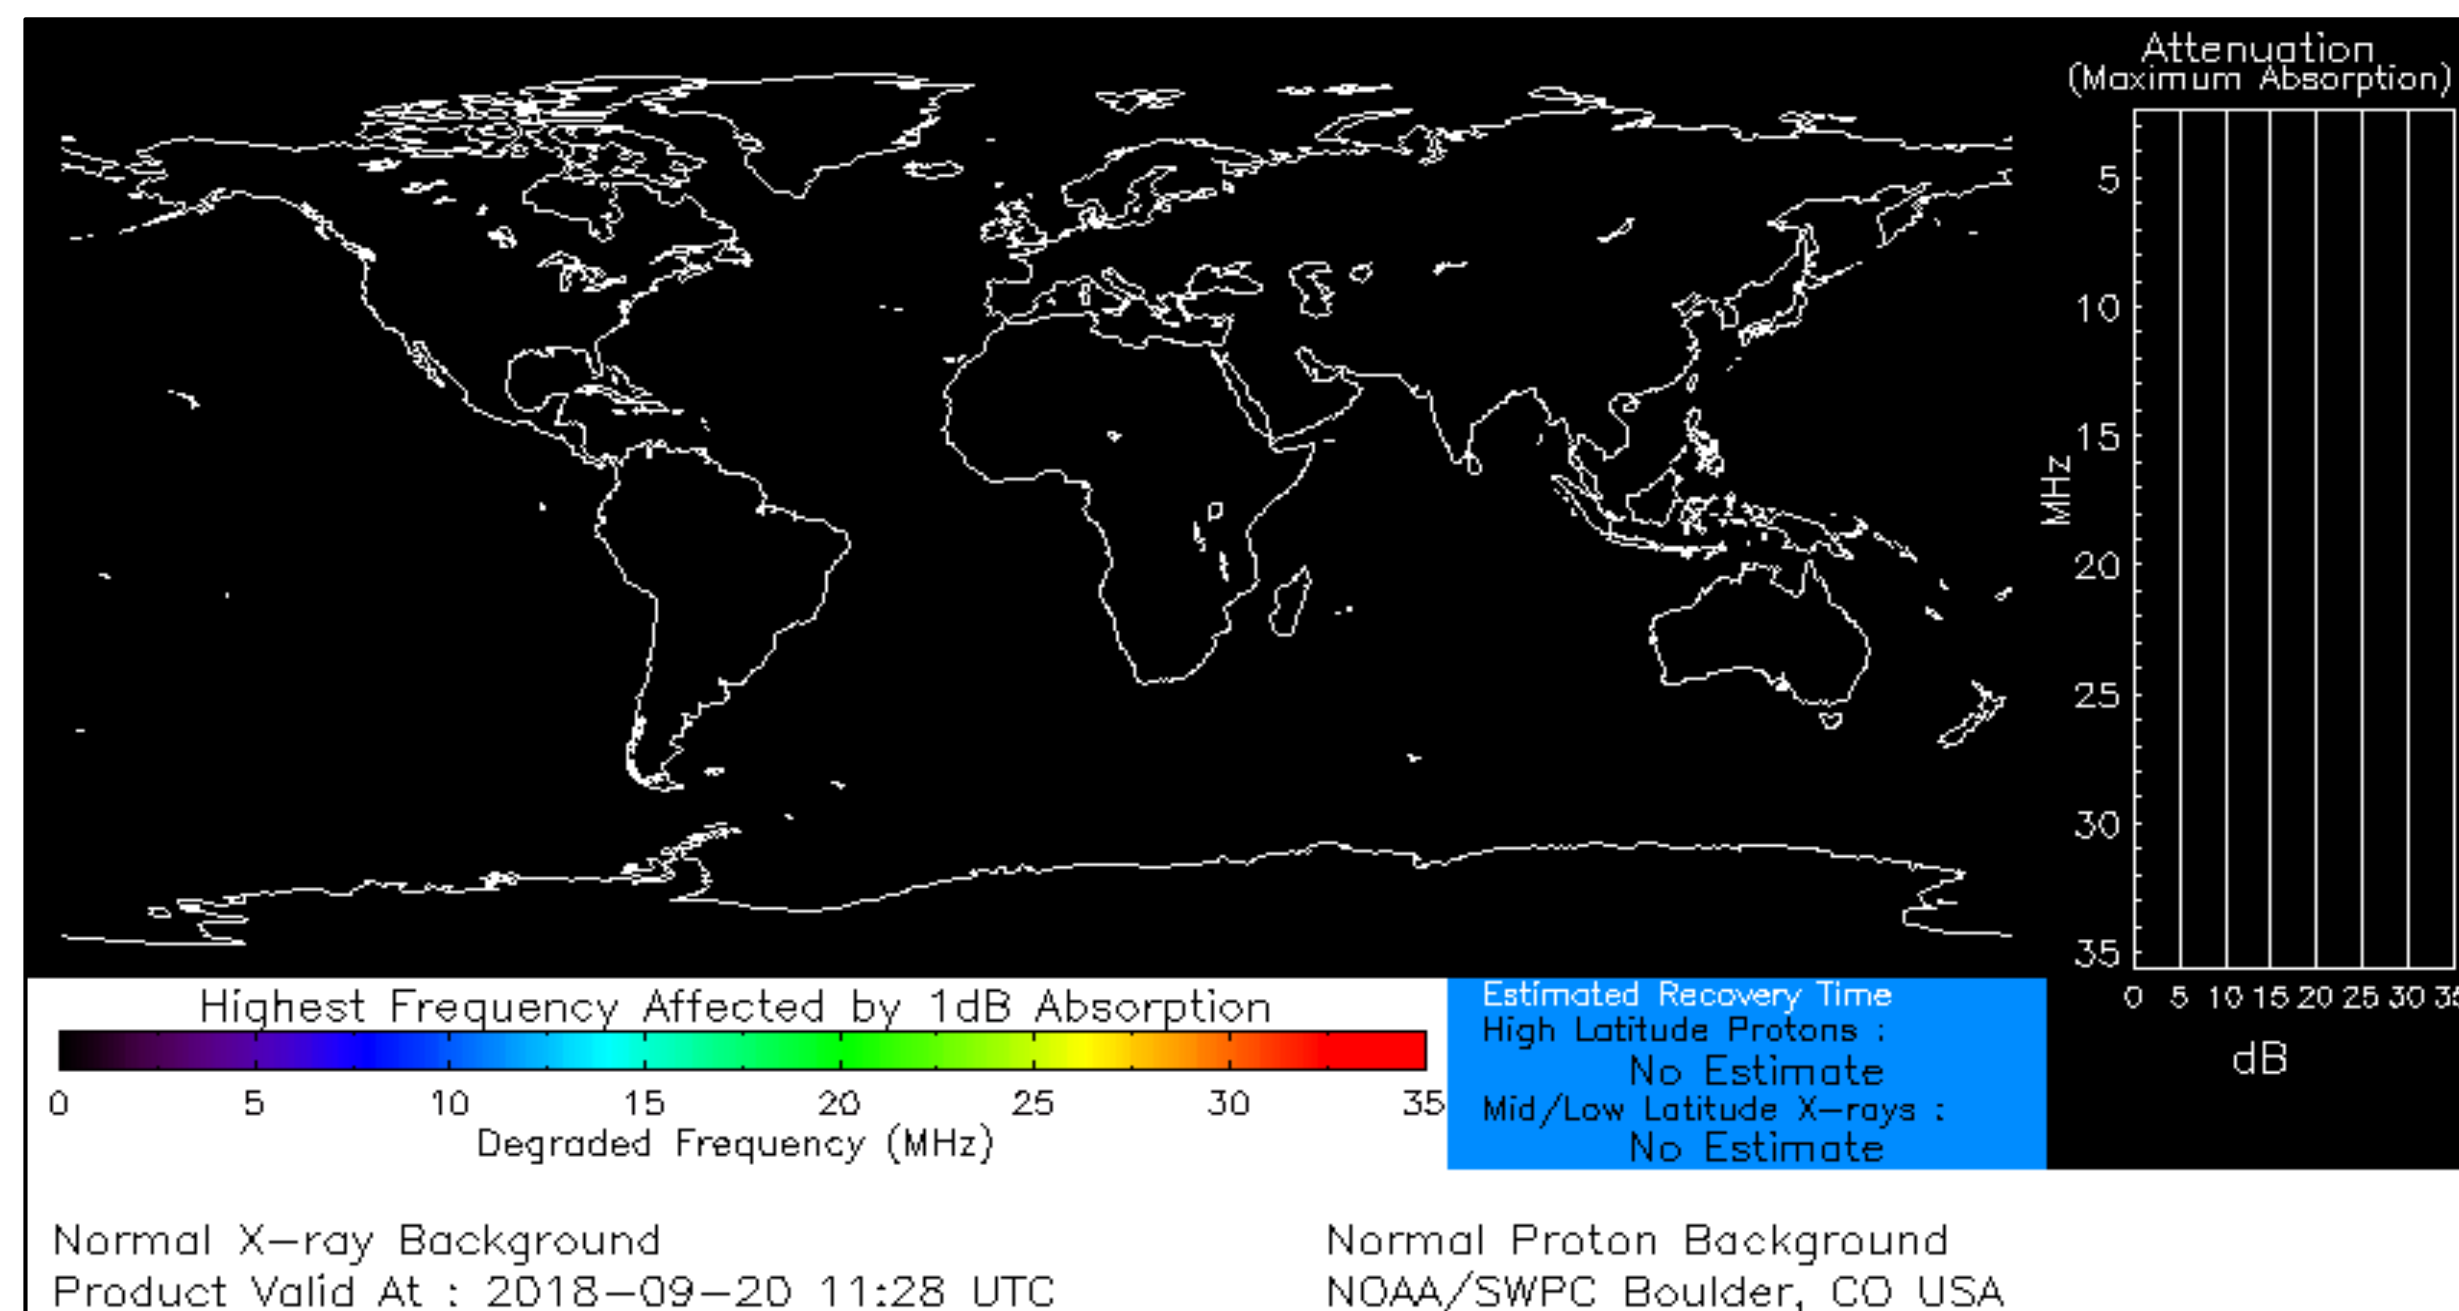 Attenuation
(Maximum Absorption)
5
10
15
20
25
30
35
MHz
0 5 10 15 20 25 30
dB
Highest Frequency Affected by 1dB Absorption
0 5 10 15 20 25 30 35
Degraded Frequency (MHz)
Estimated Recovery Time
High Latitude Protons :
No Estimate
Mid/Low Latitude X-rays :
No Estimate
Normal X-ray Background
Normal Proton Background
Product Valid At : 2018-09-20 11:28 UTC
NOAA/SWPC Boulder, CO USA